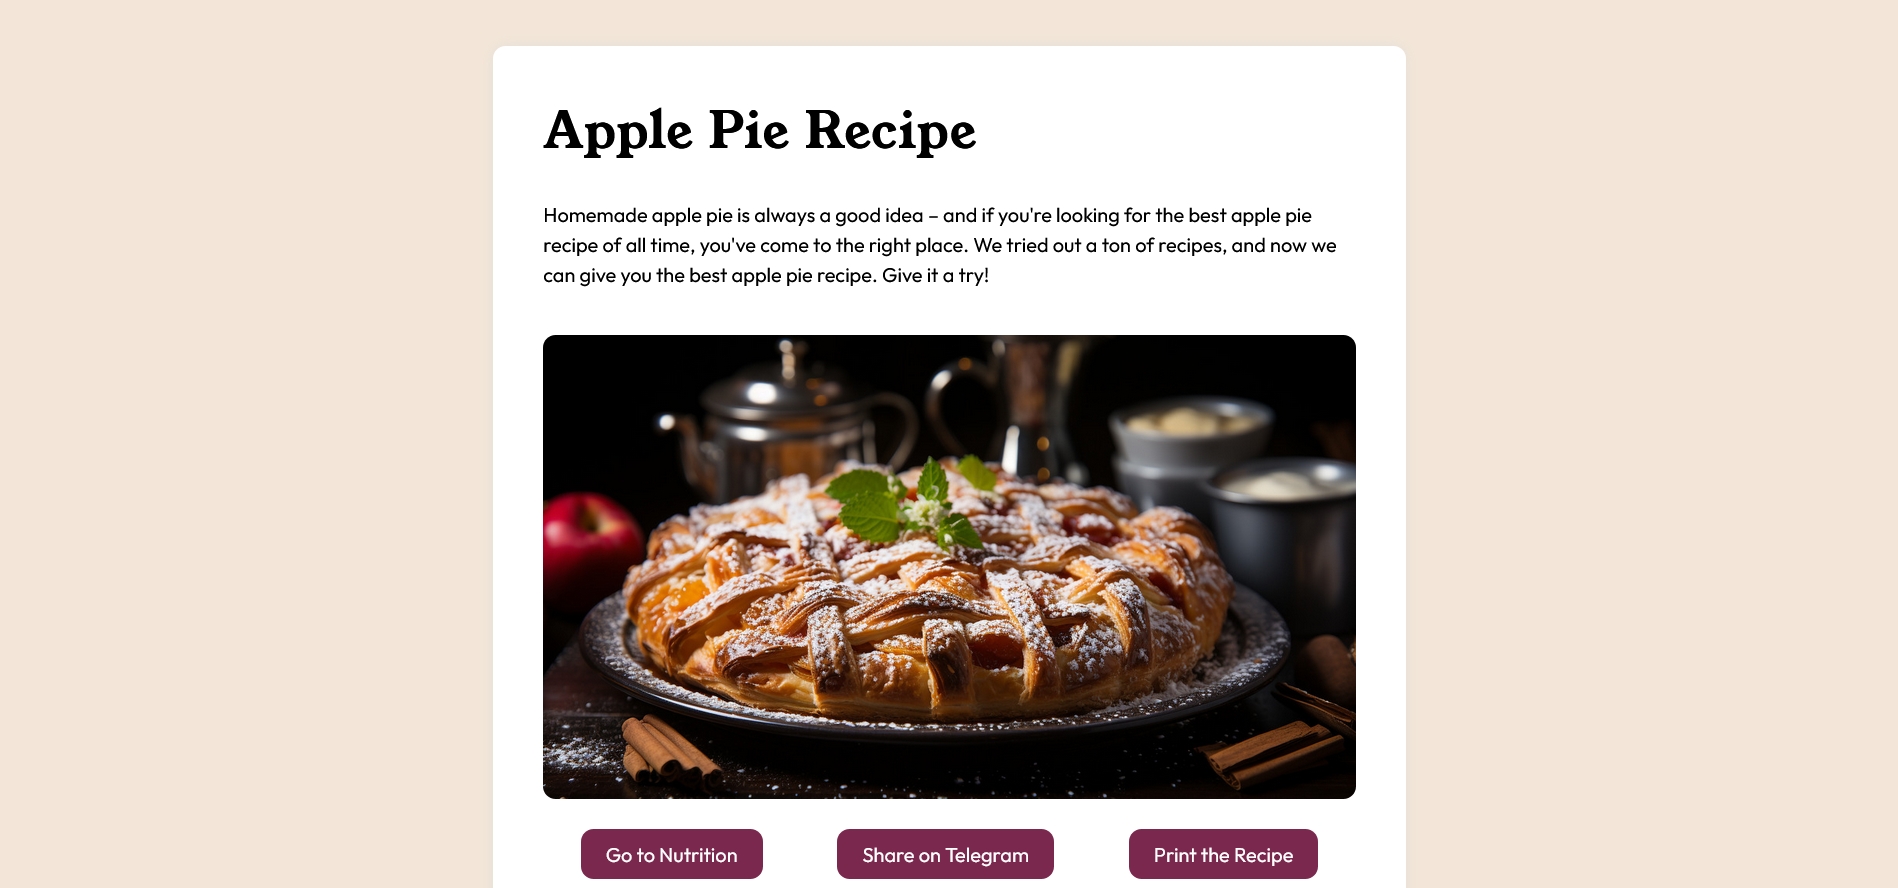 Apple Pie Recipe
Homemade apple pie is always a good idea – and if you're looking for the best apple pie
recipe of all time, you've come to the right place. We tried out a ton of recipes, and now we
can give you the best apple pie recipe. Give it a try!
Go to Nutrition
Share on Telegram
Print the Recipe